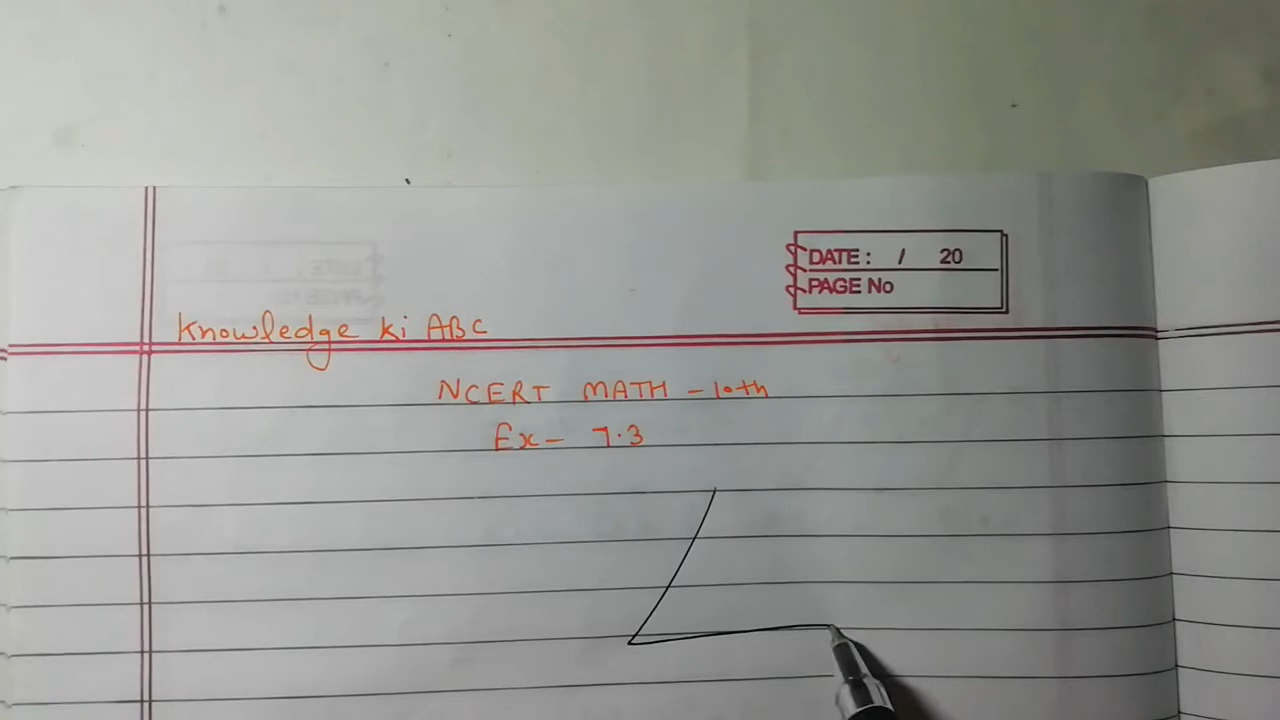 DATE : / 20
PAGE No
Knowledge ki ABC
NCERT MATH - 10th
Ex - 7.3